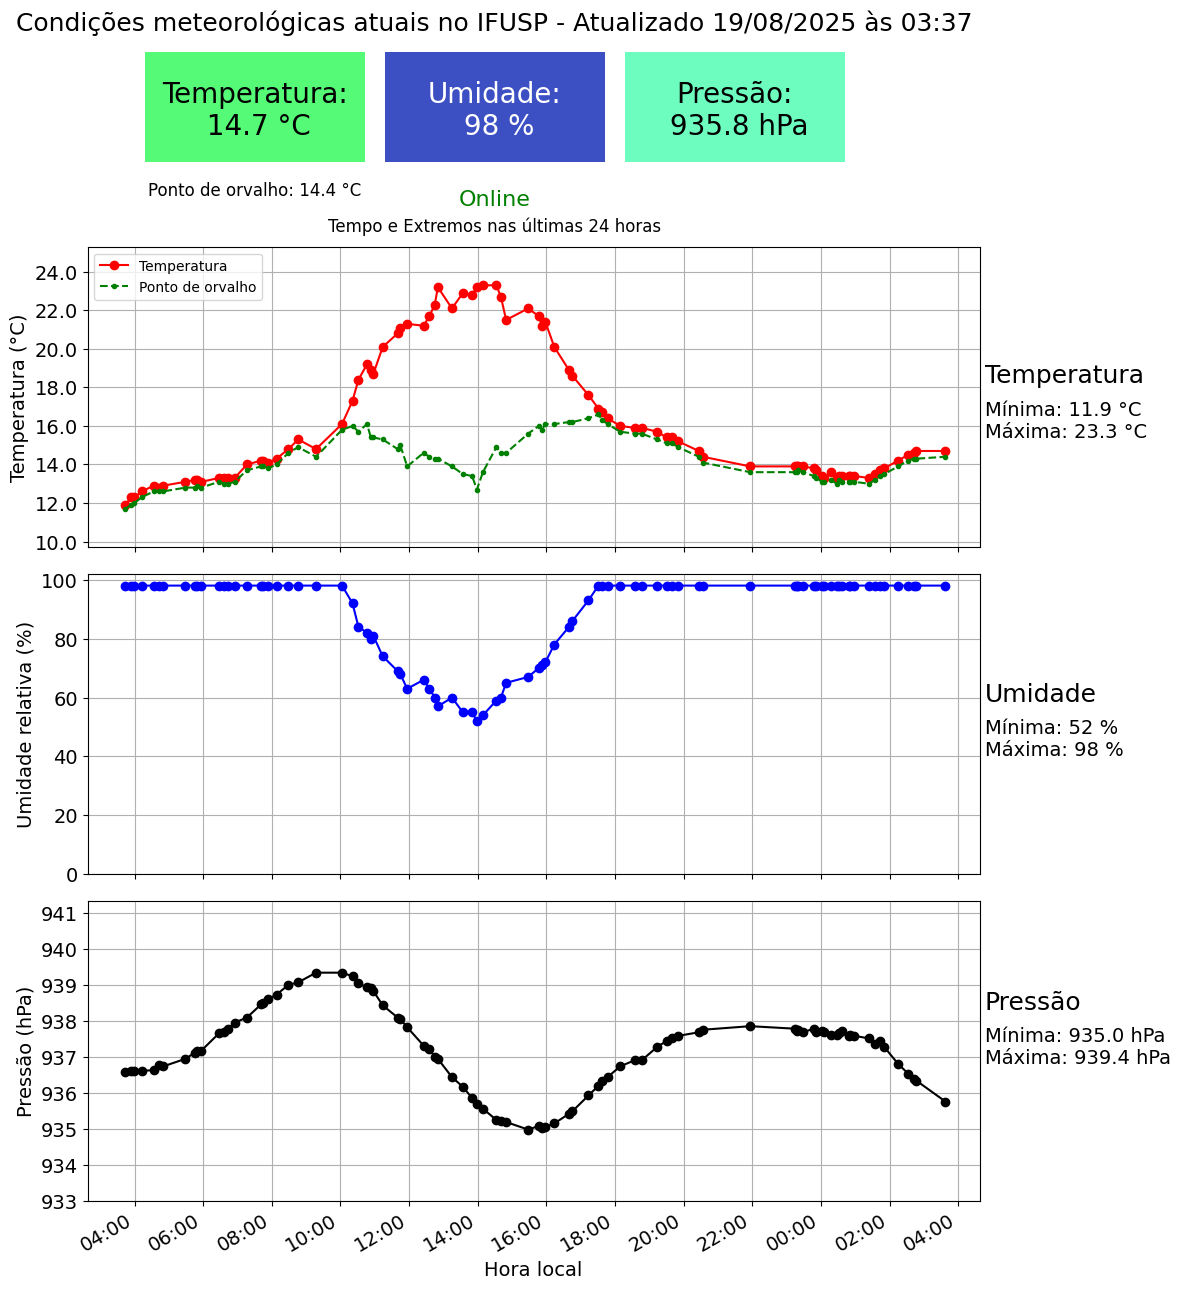 Condições meteorológicas atuais no IFUSP - Atualizado 19/08/2025 às 03:37
Temperatura:
14.7 °C
Umidade:
98 %
Pressão:
935.8 hPa
Ponto de orvalho: 14.4 °C
Online
Tempo e Extremos nas últimas 24 horas
Temperatura
Ponto de orvalho
Temperatura (°C)
24.0
22.0
20.0
18.0
16.0
14.0
12.0
10.0
Temperatura
Mínima: 11.9 °C
Máxima: 23.3 °C
Umidade relativa (%)
100
80
60
40
20
0
Umidade
Mínima: 52 %
Máxima: 98 %
Pressão (hPa)
941
940
939
938
937
936
935
934
933
Pressão
Mínima: 935.0 hPa
Máxima: 939.4 hPa
04:00 06:00 08:00 10:00 12:00 14:00 16:00 18:00 20:00 22:00 00:00 02:00 04:00
Hora local